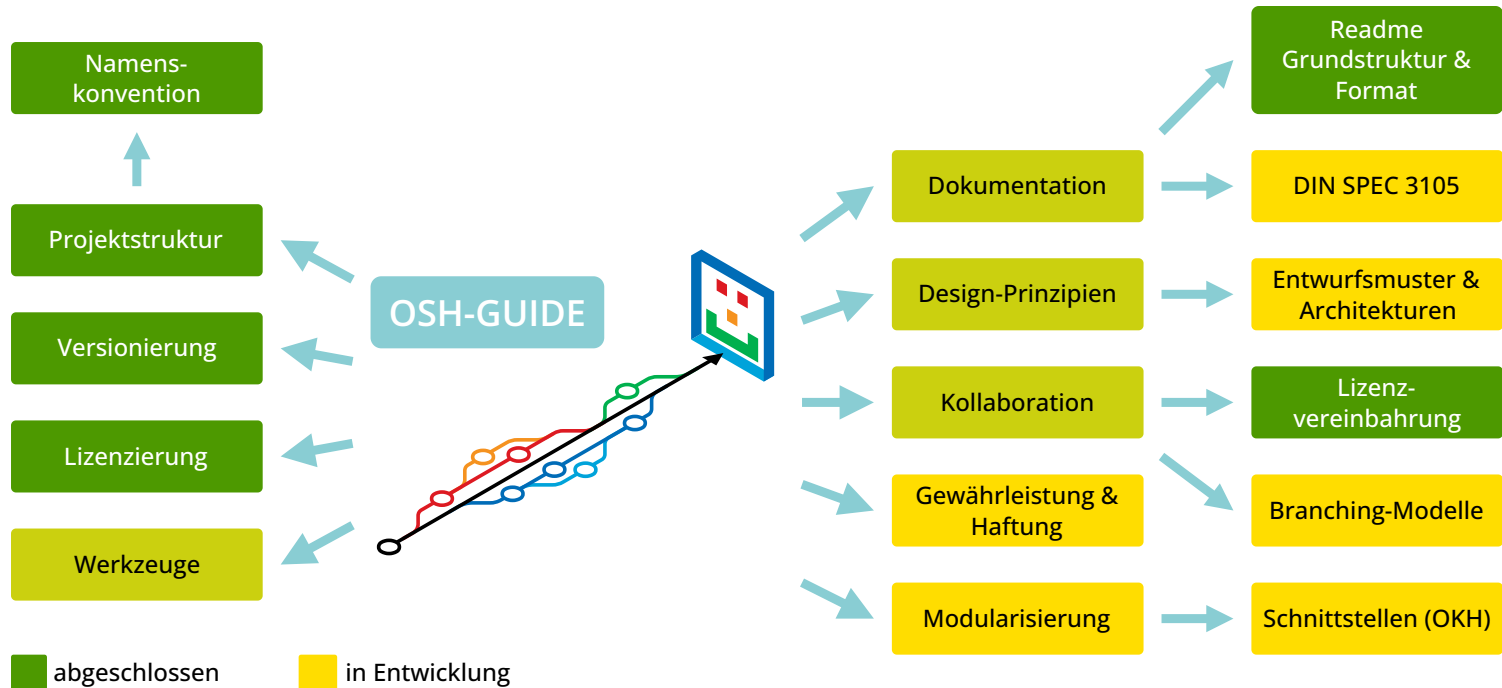 Namens-
konvention
Projektstruktur
Versionierung
Lizenzierung
Werkzeuge
abgeschlossen
in Entwicklung
OSH-GUIDE
Dokumentation
Design-Prinzipien
Kollaboration
Gewährleistung &
Haftung
Modularisierung
Readme
Grundstruktur &
Format
DIN SPEC 3105
Entwurfsmuster &
Architekturen
Lizenz-
vereinbahrung
Branching-Modelle
Schnittstellen (OKH)